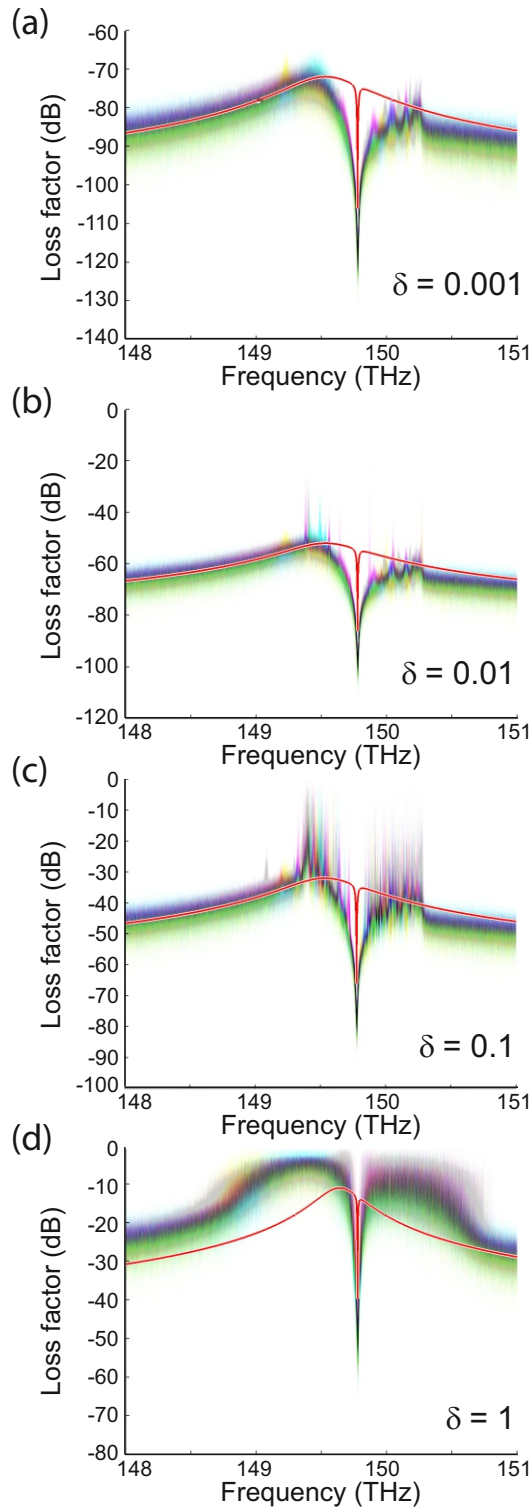 (a)
-60
-70
-80
-90
-100
-110
-120
-130
-140
Loss factor (dB)
δ = 0.001
148 149 150 151
Frequency (THz)
(b)
0
-20
-40
-60
-80
-100
-120
Loss factor (dB)
δ = 0.01
148 149 150 151
Frequency (THz)
(c)
0
-10
-20
-30
-40
-50
-60
-70
-80
-90
-100
Loss factor (dB)
δ = 0.1
148 149 150 151
Frequency (THz)
(d)
0
-10
-20
-30
-40
-50
-60
-70
-80
Loss factor (dB)
δ = 1
148 149 150 151
Frequency (THz)